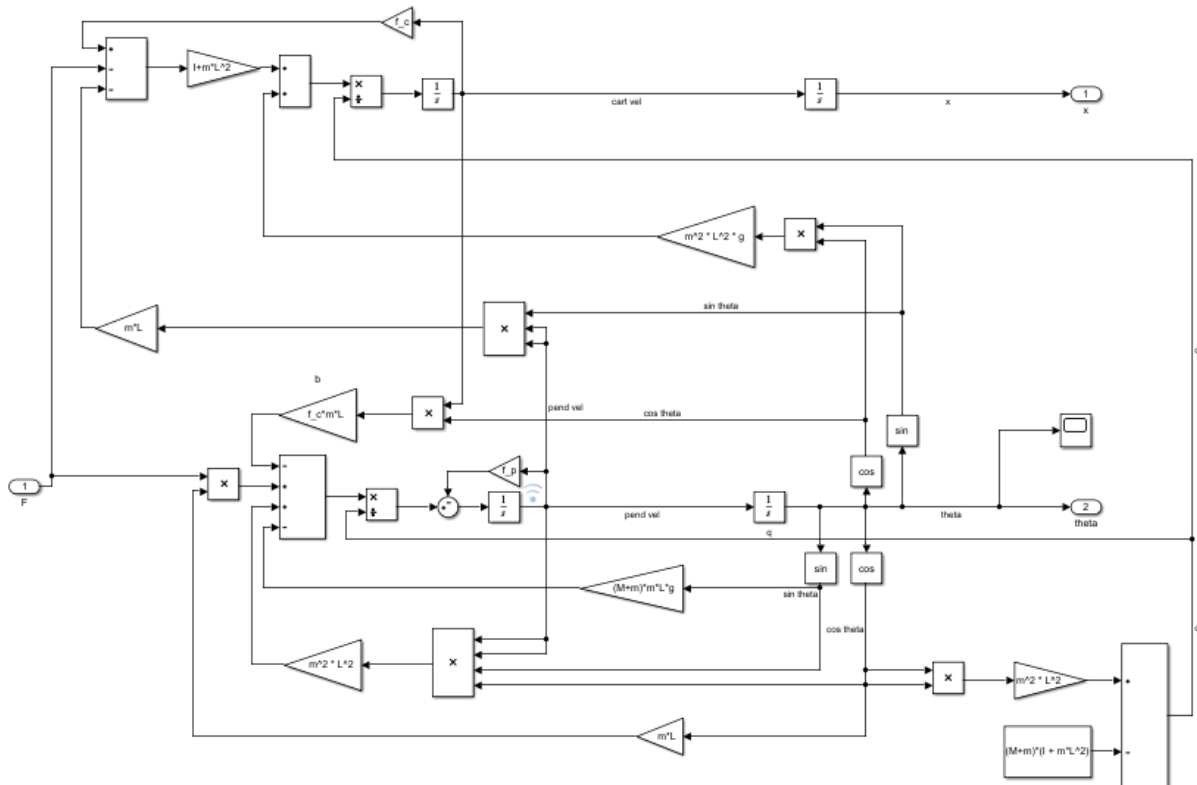 f_c
I+m*L^2
1
s
cart vel
1
s
x
1
x
m^2 * L^2 * g
sin theta
m*L
b
pend vel
f_c*m*L
cos theta
sin
cos
f_p
1
F
1
s
pend vel
1
s
q
theta
2
theta
sin
cos
(M+m)*m*L*g
sin theta
cos theta
m^2 * L^2
m^2 * L^2
m*L
(M+m)*(I + m*L^2)